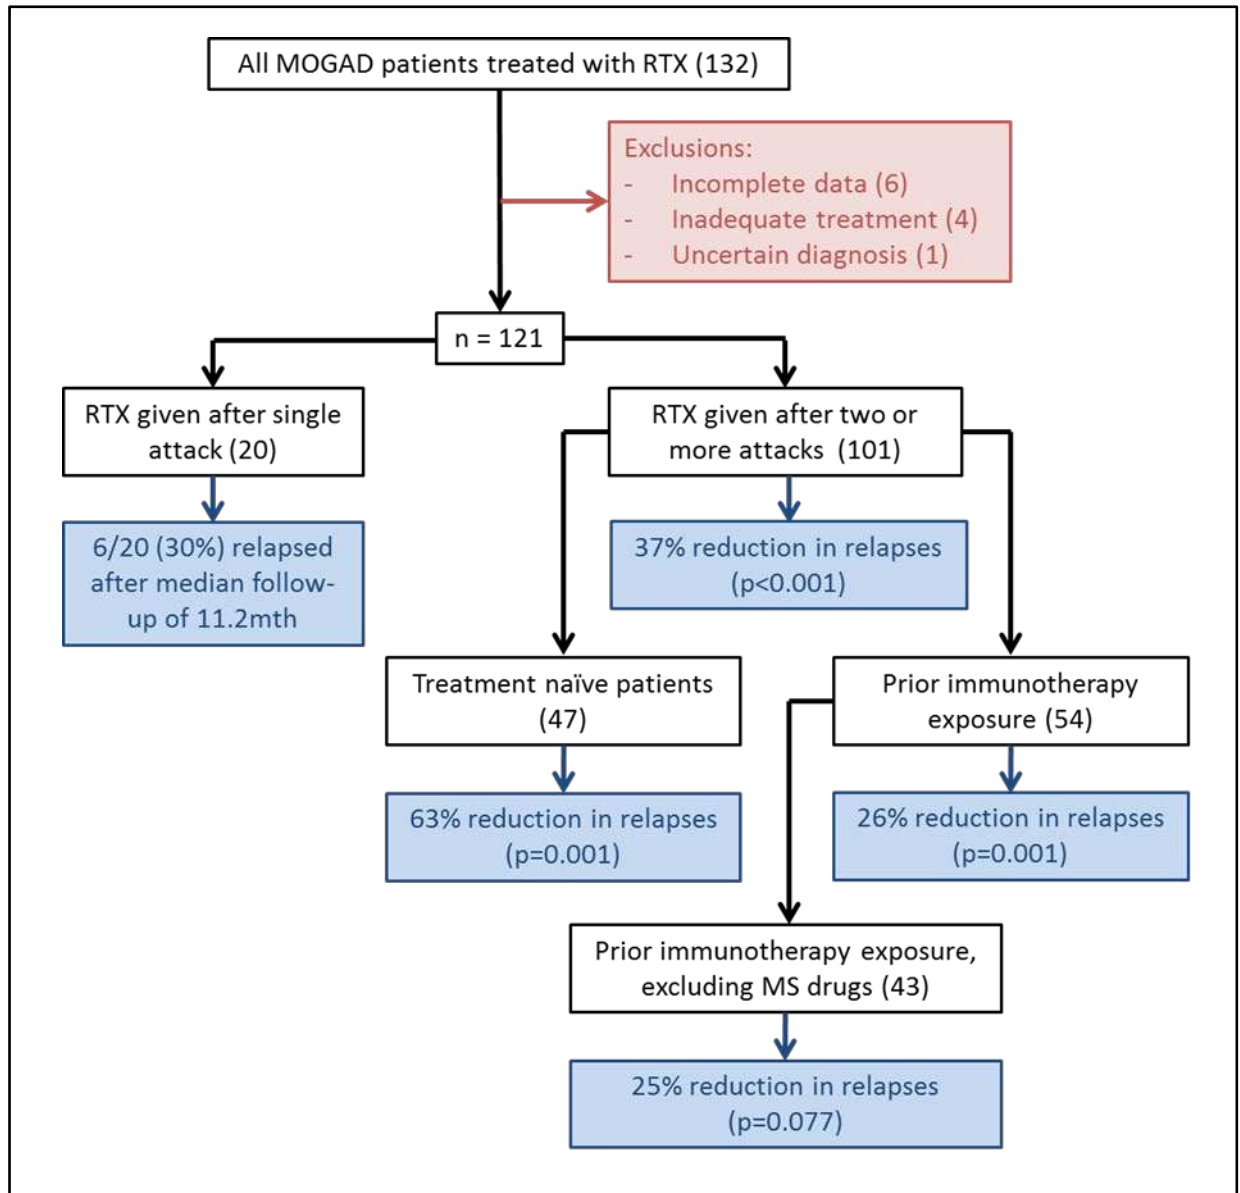 All MOGAD patients treated with RTX (132)
Exclusions:
- Incomplete data (6)
- Inadequate treatment (4)
- Uncertain diagnosis (1)
n = 121
RTX given after single
attack (20)
RTX given after two or
more attacks (101)
6/20 (30%) relapsed
after median follow-
up of 11.2mth
37% reduction in relapses
(p<0.001)
Treatment naïve patients
(47)
Prior immunotherapy
exposure (54)
63% reduction in relapses
(p=0.001)
26% reduction in relapses
(p=0.001)
Prior immunotherapy exposure,
excluding MS drugs (43)
25% reduction in relapses
(p=0.077)